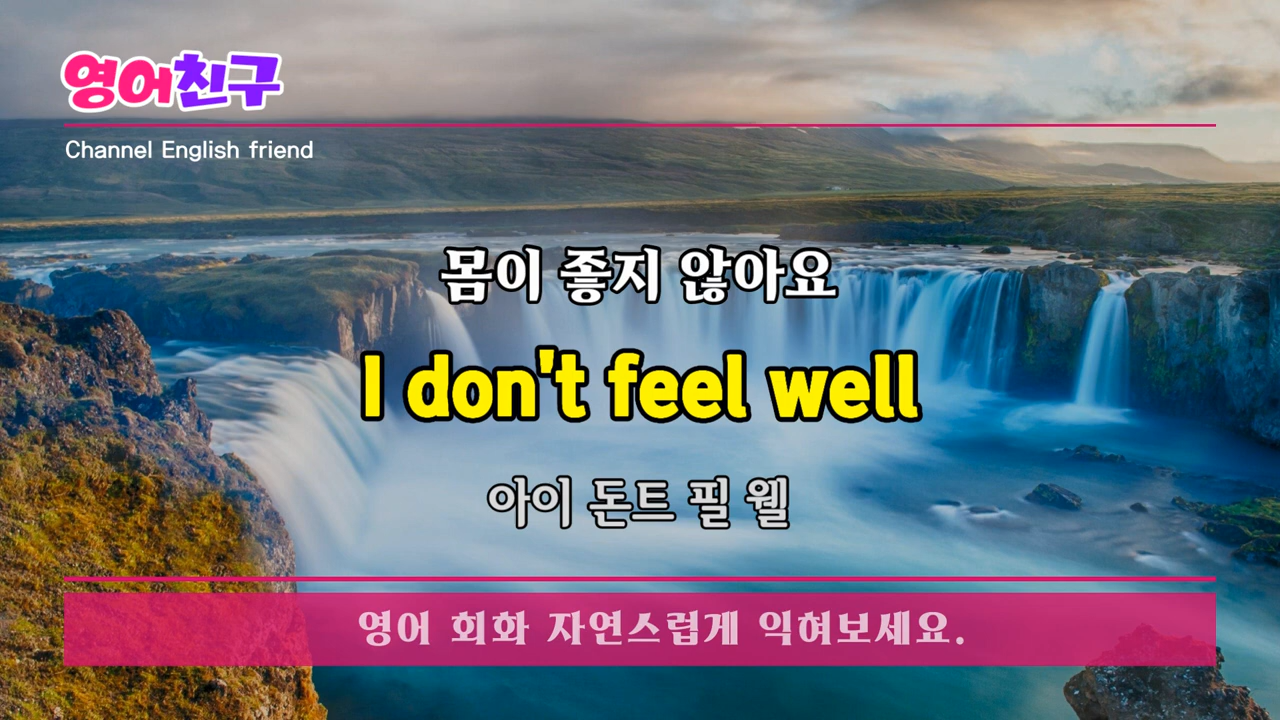 영어친구
Channel English friend
몸이 좋지 않아요
I don't feel well
아이 돈트 필 웰
영어 회화 자연스럽게 익혀보세요.